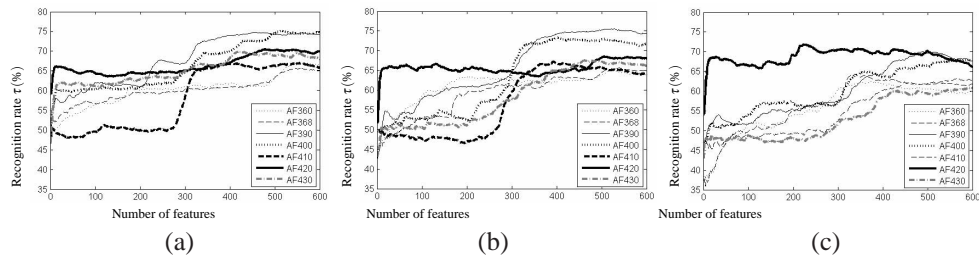 80
75
70
65
60
55
50
45
40
35
Recognition rate τ (%)
0 100 200 300 400 500 600
Number of features
AF360
AF368
AF390
AF400
AF410
AF420
AF430
(a)
80
75
70
65
60
55
50
45
40
35
Recognition rate τ (%)
0 100 200 300 400 500 600
Number of features
AF360
AF368
AF390
AF400
AF410
AF420
AF430
(b)
80
75
70
65
60
55
50
45
40
35
Recognition rate τ (%)
0 100 200 300 400 500 600
Number of features
AF360
AF368
AF390
AF400
AF410
AF420
AF430
(c)